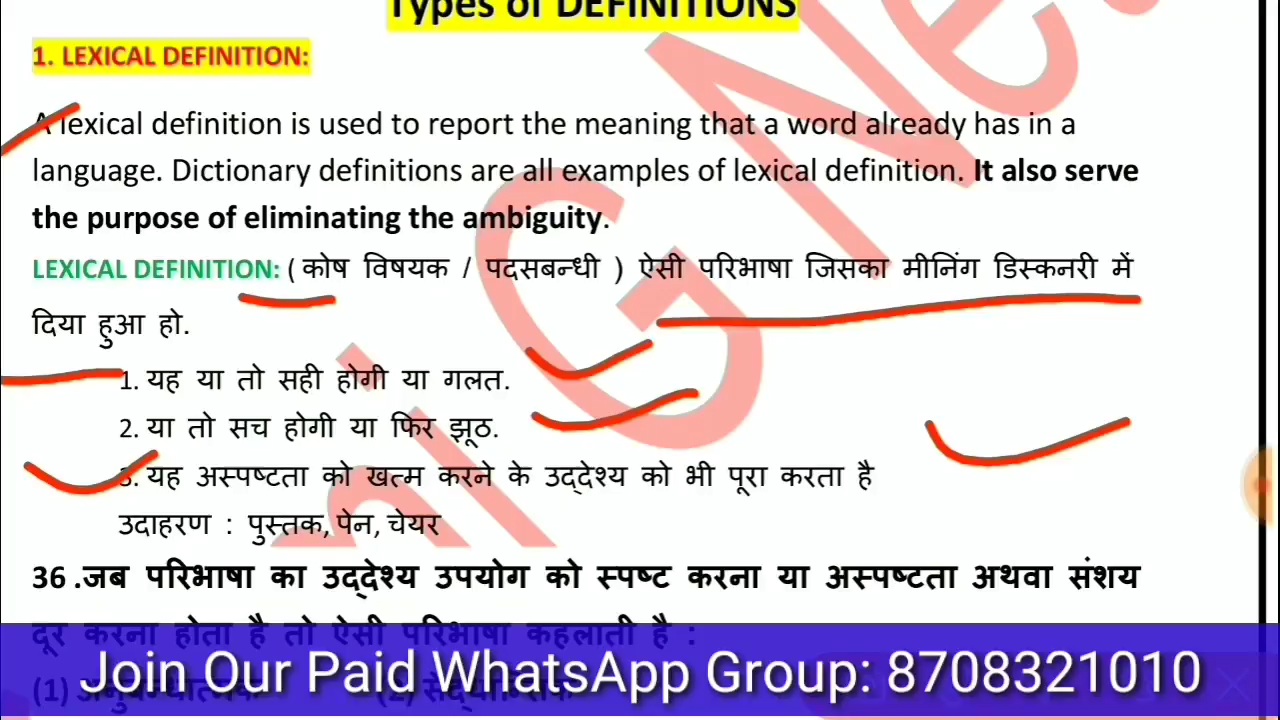 Types of DEFINITIONS
1. LEXICAL DEFINITION:
A lexical definition is used to report the meaning that a word already has in a
language. Dictionary definitions are all examples of lexical definition. It also serve
the purpose of eliminating the ambiguity.
LEXICAL DEFINITION: ( कोष विषयक / पदसबन्धी ) ऐसी परिभाषा जिसका मीनिंग डिस्कनरी में
दिया हुआ हो.
1. यह या तो सही होगी या गलत.
2. या तो सच होगी या फिर झूठ.
3. यह अस्पष्टता को खत्म करने के उद्देश्य को भी पूरा करता है
उदाहरण : पुस्तक, पेन, चेयर
36 .जब परिभाषा का उद्देश्य उपयोग को स्पष्ट करना या अस्पष्टता अथवा संशय
दूर करना होता है तो ऐसी परिभाषा कहलाती है :
Join Our Paid WhatsApp Group: 8708321010
(1) (2)